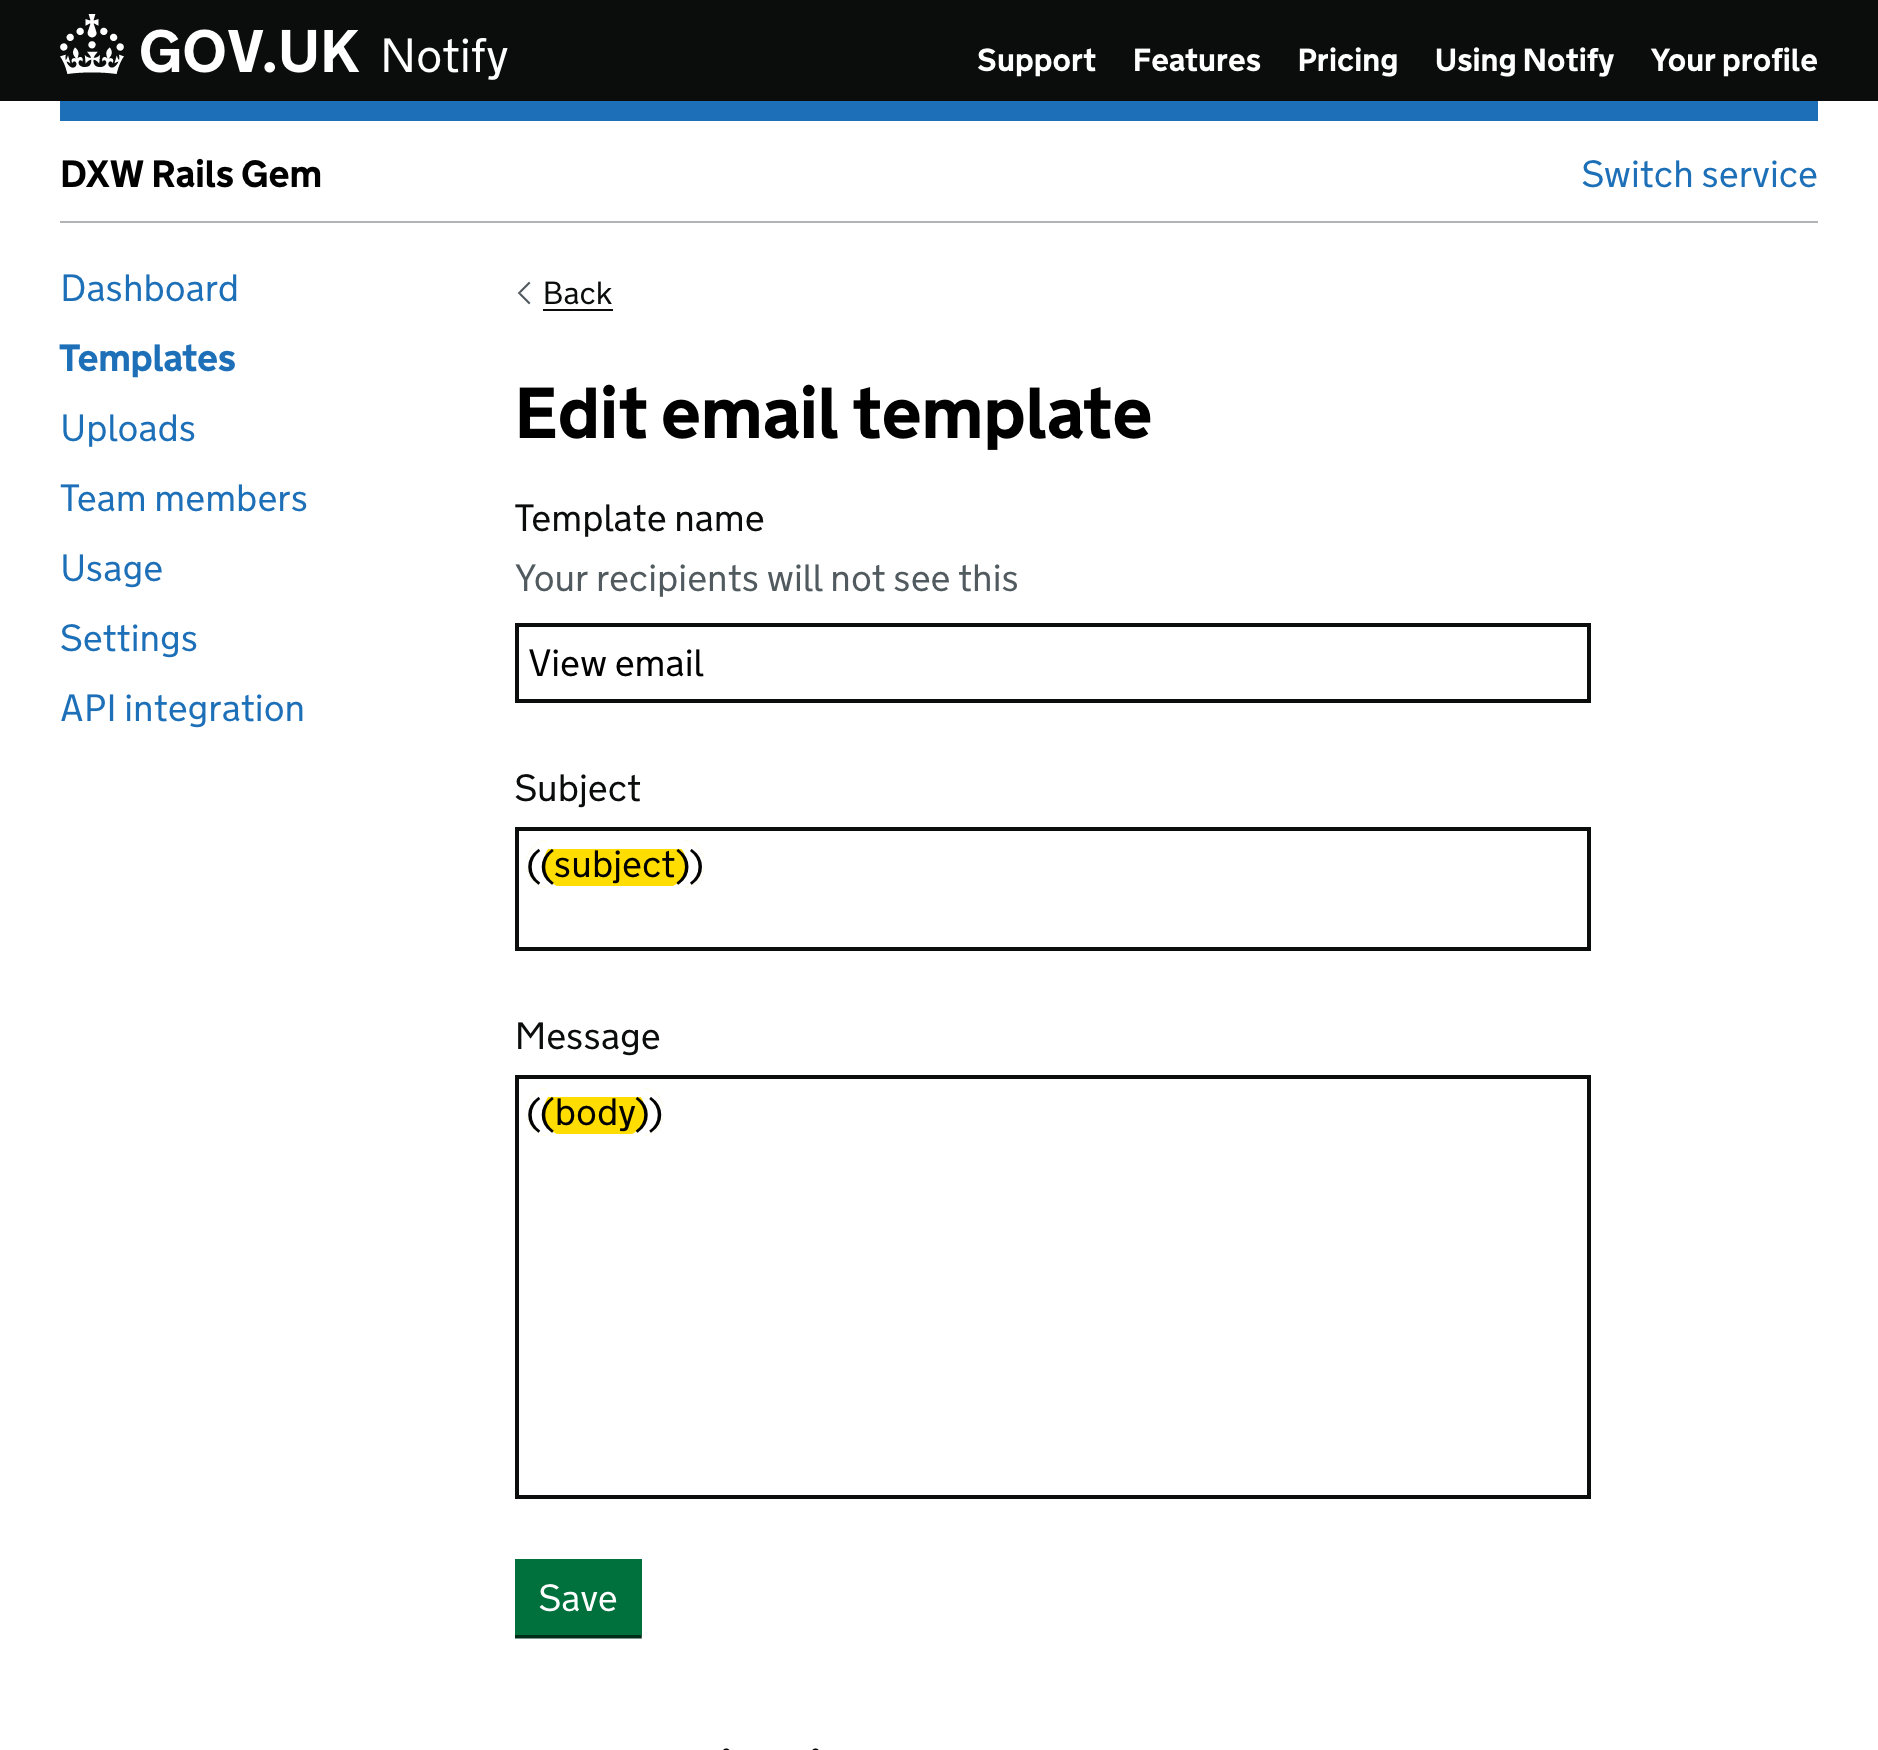 GOV.UK Notify
Support Features Pricing Using Notify Your profile
DXW Rails Gem
Switch service
Dashboard
Templates
Uploads
Team members
Usage
Settings
API integration
Back
Edit email template
Template name
Your recipients will not see this
View email
Subject
((subject))
Message
((body))
Save